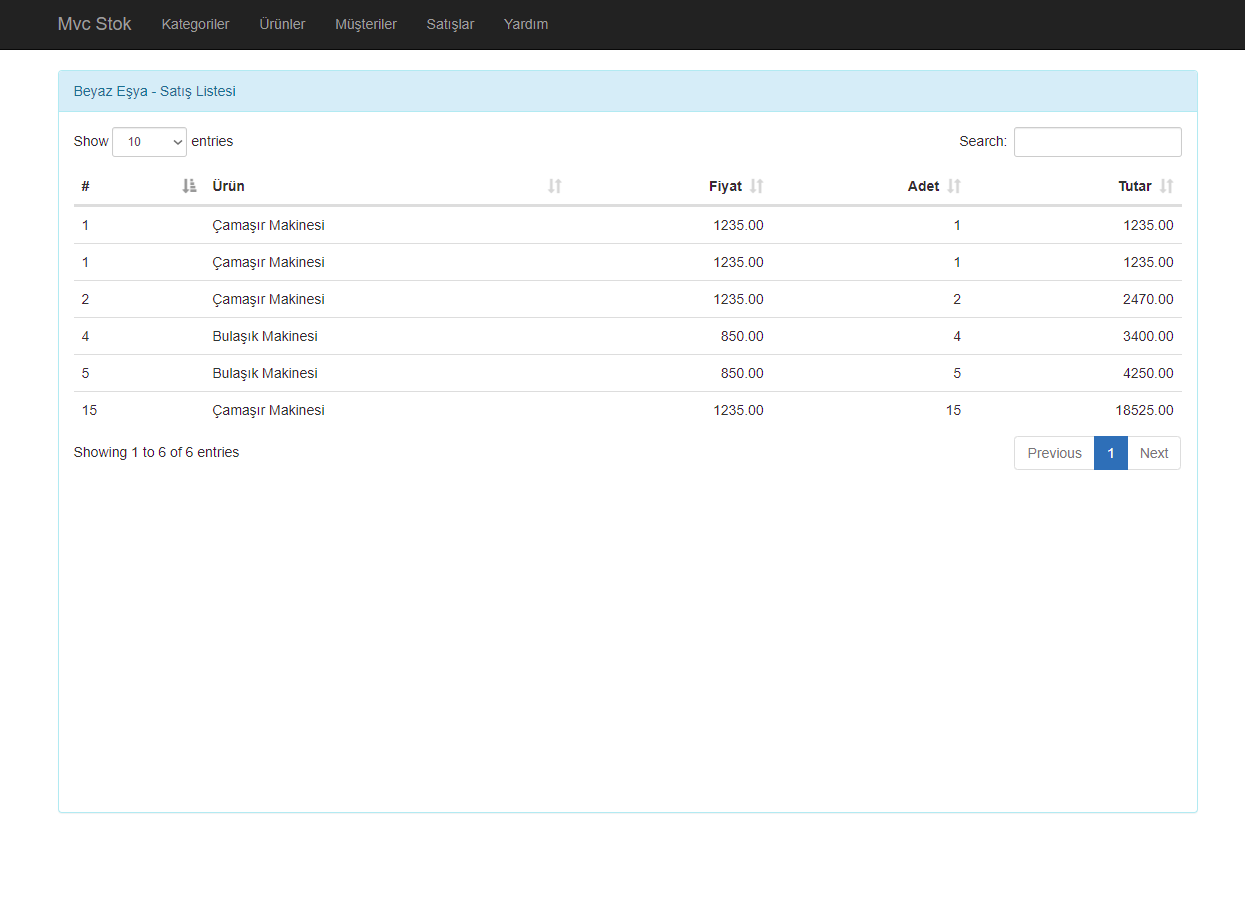 Mvc Stok Kategoriler Ürünler Müşteriler Satışlar Yardım
Beyaz Eşya - Satış Listesi
Show 10 entries Search:
# Ürün Fiyat Adet Tutar
1 Çamaşır Makinesi 1235.00 1 1235.00
1 Çamaşır Makinesi 1235.00 1 1235.00
2 Çamaşır Makinesi 1235.00 2 2470.00
4 Bulaşık Makinesi 850.00 4 3400.00
5 Bulaşık Makinesi 850.00 5 4250.00
15 Çamaşır Makinesi 1235.00 15 18525.00
Showing 1 to 6 of 6 entries Previous 1 Next